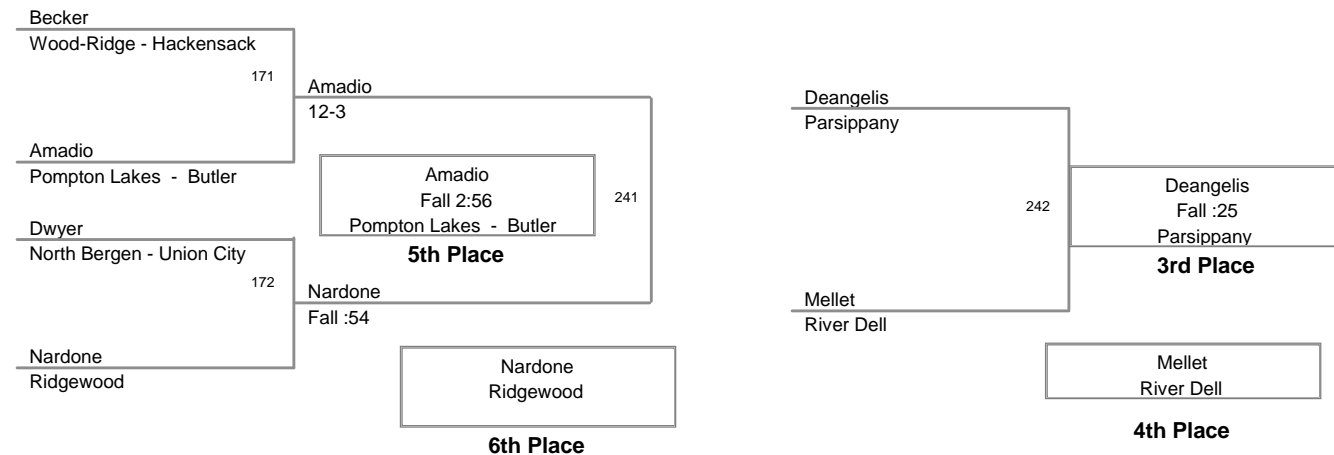 Becker
Wood-Ridge - Hackensack
171
Amadio
12-3
Amadio
Pompton Lakes - Butler
Amadio
Fall 2:56
Pompton Lakes - Butler
5th Place
241
Dwyer
North Bergen - Union City
172
Nardone
Fall :54
Nardone
Ridgewood
Nardone
Ridgewood
6th Place
Deangelis
Parsippany
242
Deangelis
Fall :25
Parsippany
3rd Place
Mellet
River Dell
Mellet
River Dell
4th Place